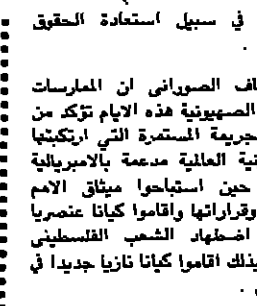 في سبيل استعادة الحقوق
.
اف الصوراني ان الممارسات
الصهيونية هذه الايام تؤكد من
جريمة المستمرة التي ارتكبتها
نية العالمية مدعمة بالامبريالية
حين استباحوا ميثاق الامم
وقراراتها واقاموا كيانا عنصريا
اضطهاد الشعب الفلسطيني
بذلك اقاموا كيانا نازيا جديدا في
.